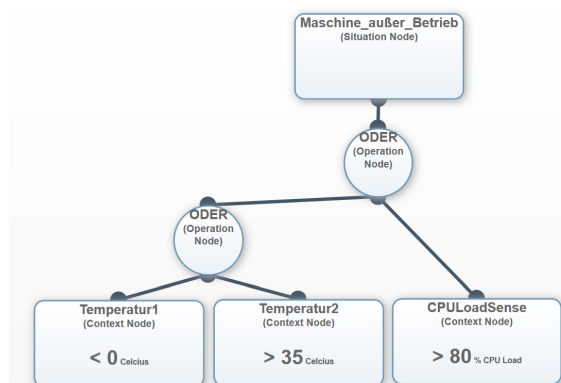 Maschine_außer_Betrieb
(Situation Node)
ODER
(Operation
Node)
ODER
(Operation
Node)
Temperatur1
(Context Node)
< 0 Celcius
Temperatur2
(Context Node)
> 35 Celcius
CPULoadSense
(Context Node)
> 80 % CPU Load